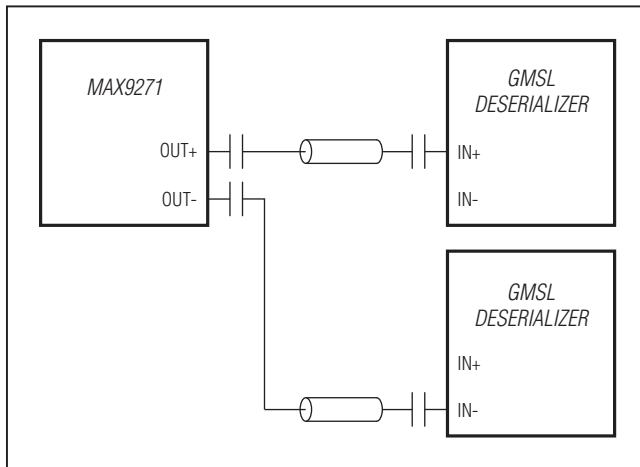 MAX9271
OUT+
OUT-
GMSL
DESERIALIZER
IN+
IN-
GMSL
DESERIALIZER
IN+
IN-